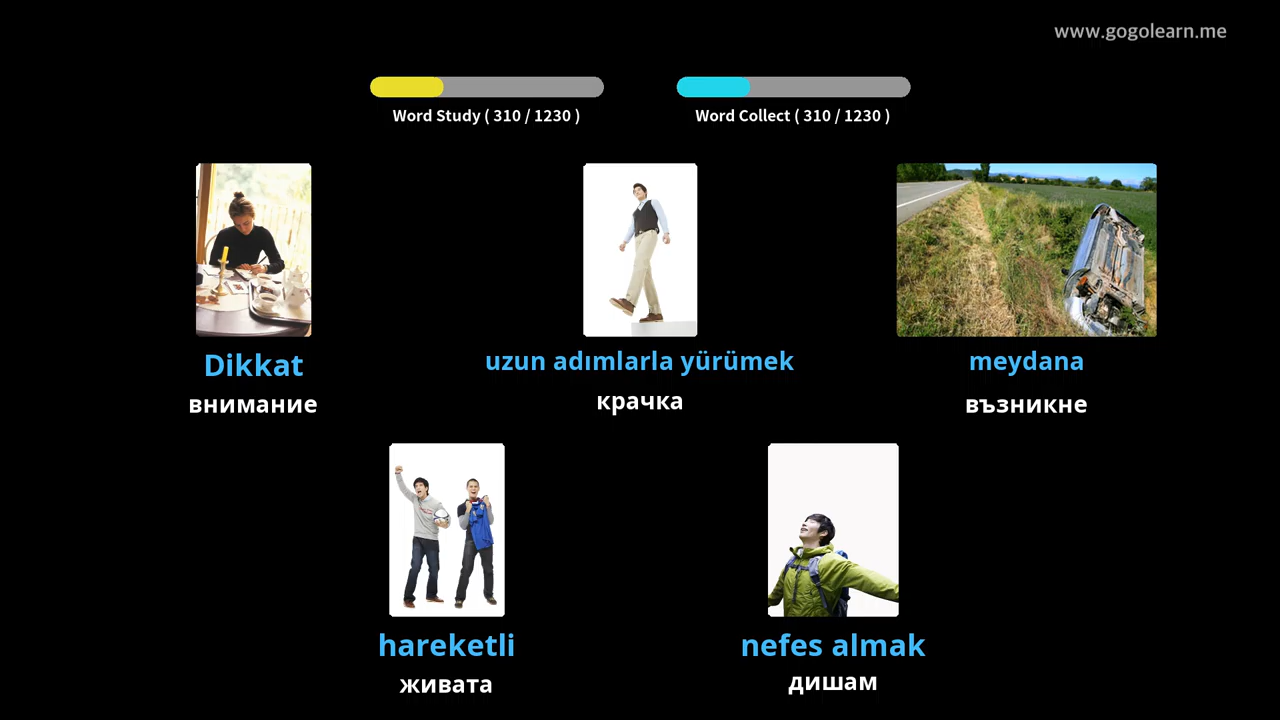 www.gogolearn.me
Word Study ( 310 / 1230 )
Word Collect ( 310 / 1230 )
Dikkat
внимание
uzun adımlarla yürümek
крачка
meydana
възникне
hareketli
живата
nefes almak
дишам